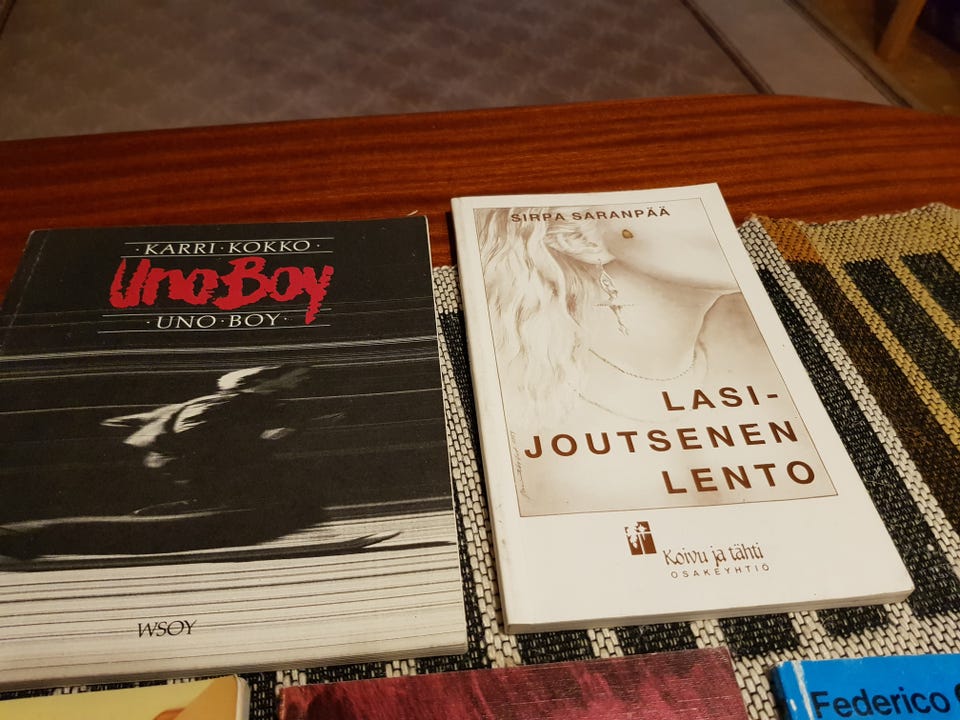 ·KARRI·KOKKO·
Uno Boy
·UNO·BOY·
WSOY
SIRPA SARANPÄÄ
LASI-
JOUTSENEN
LENTO
Koivu ja tähti
OSAKEYHTIÖ
Federico